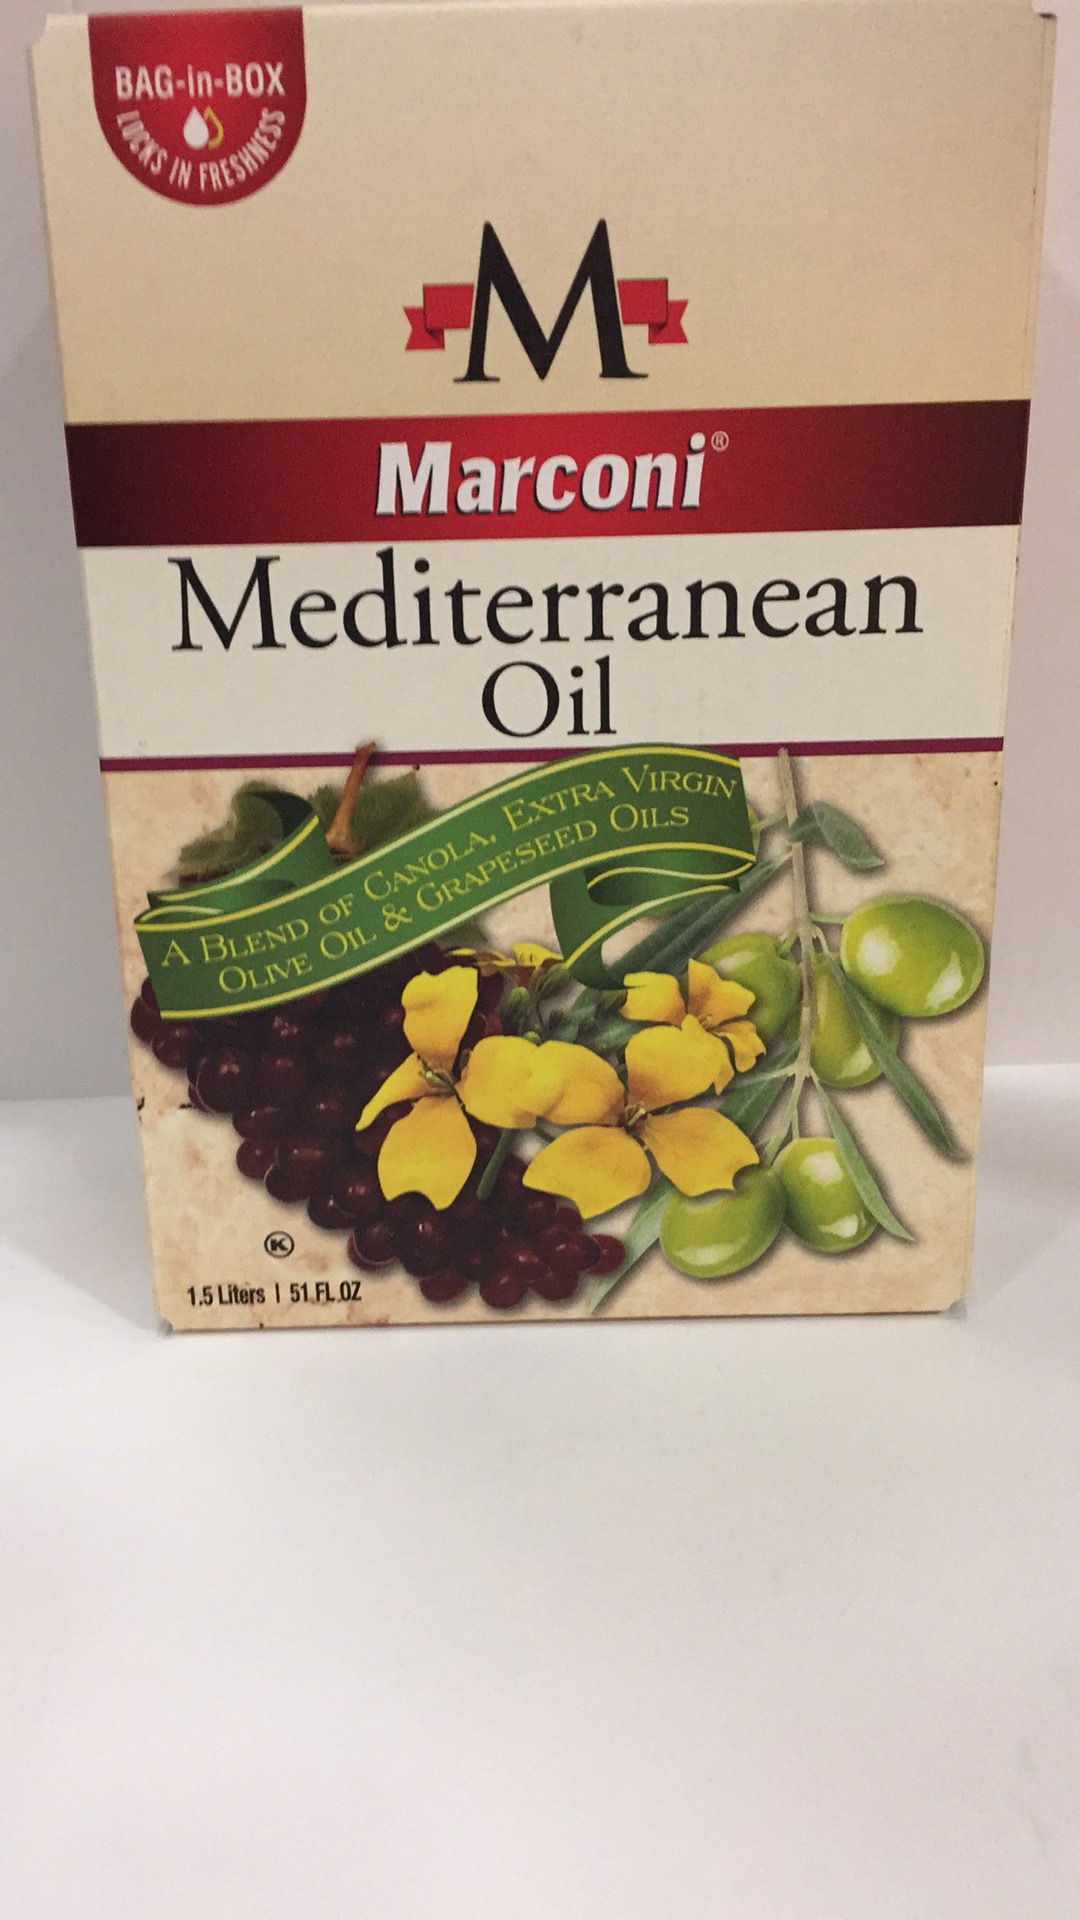 BAG-in-BOX
LOCKS IN FRESHNESS
M
Marconi®
Mediterranean
Oil
A BLEND OF CANOLA, EXTRA VIRGIN
OLIVE OIL & GRAPESEED OILS
K
1.5 Liters | 51 FL OZ